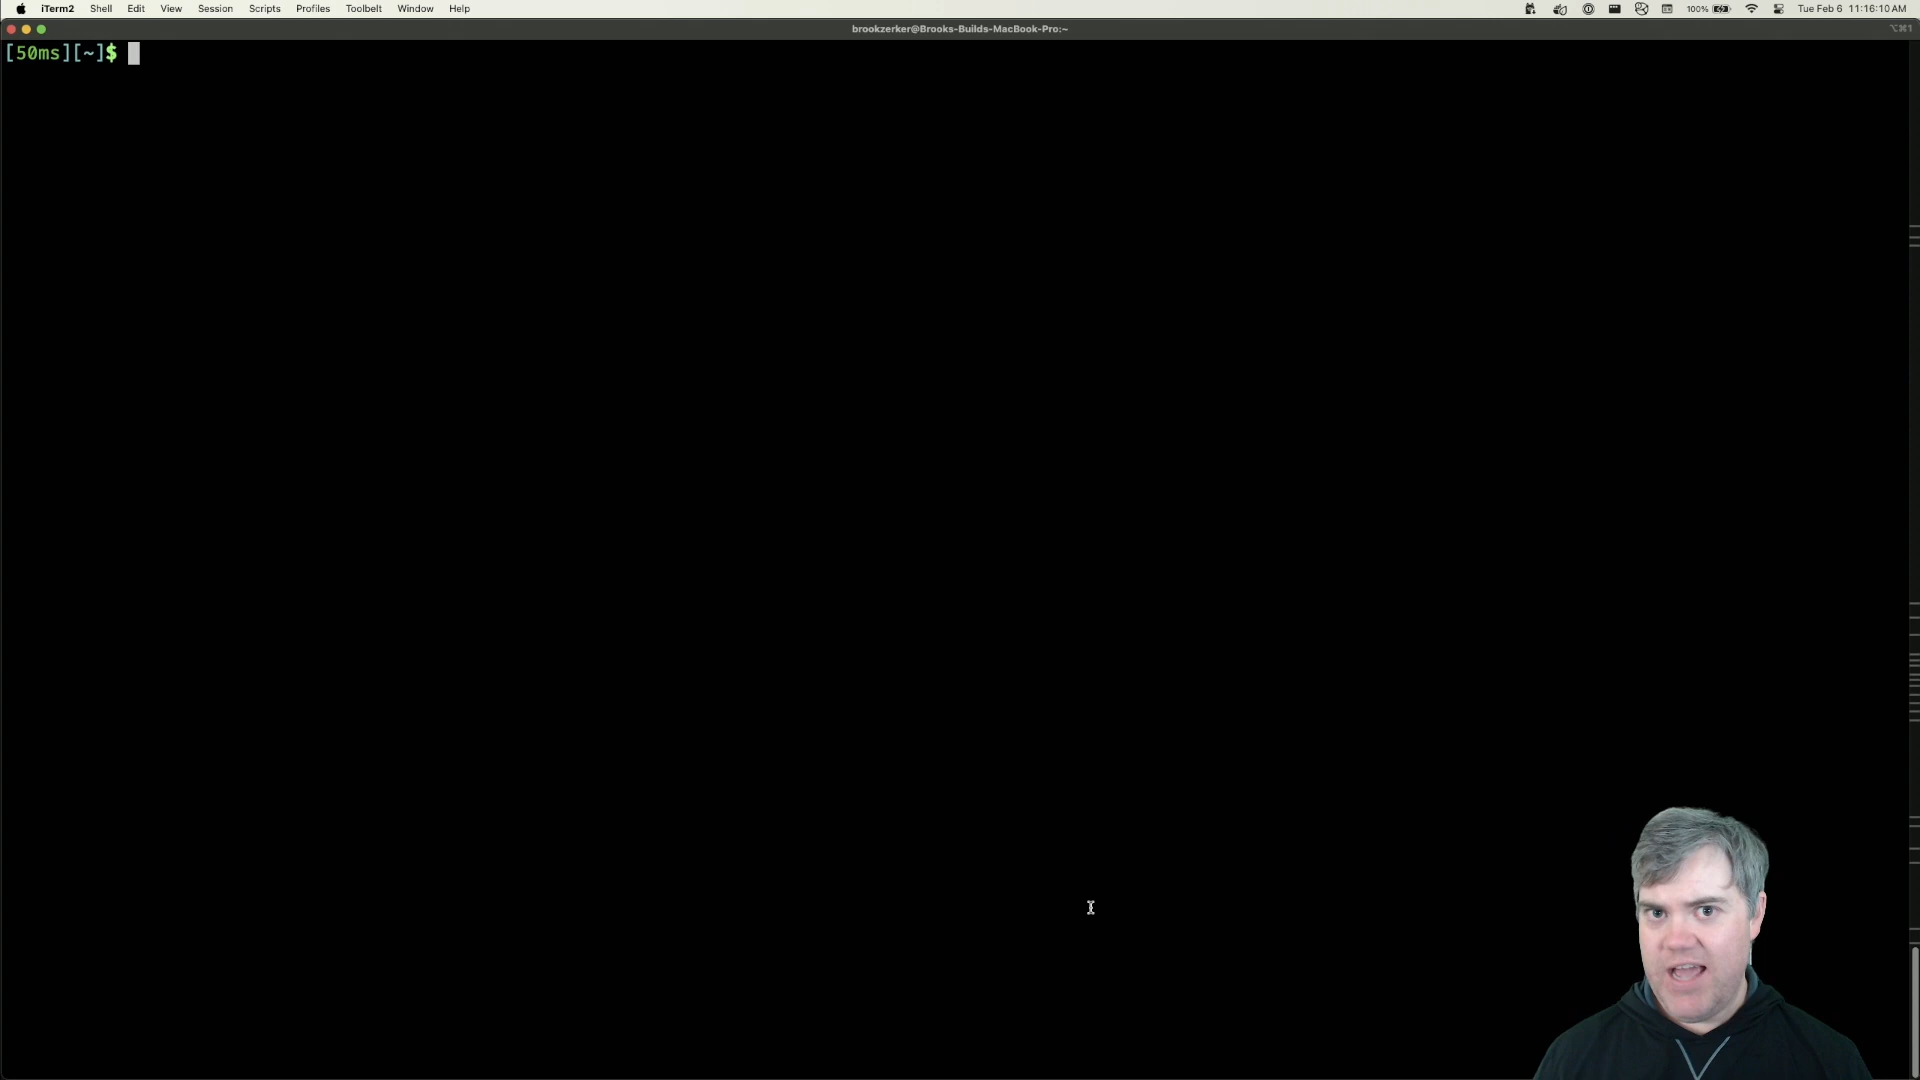 iTerm2 Shell Edit View Session Scripts Profiles Toolbelt Window Help 100% Tue Feb 6 11:16:10 AM
brookzerker@Brooks-Builds-MacBook-Pro:~ ⌥⌘1
[50ms][~]$